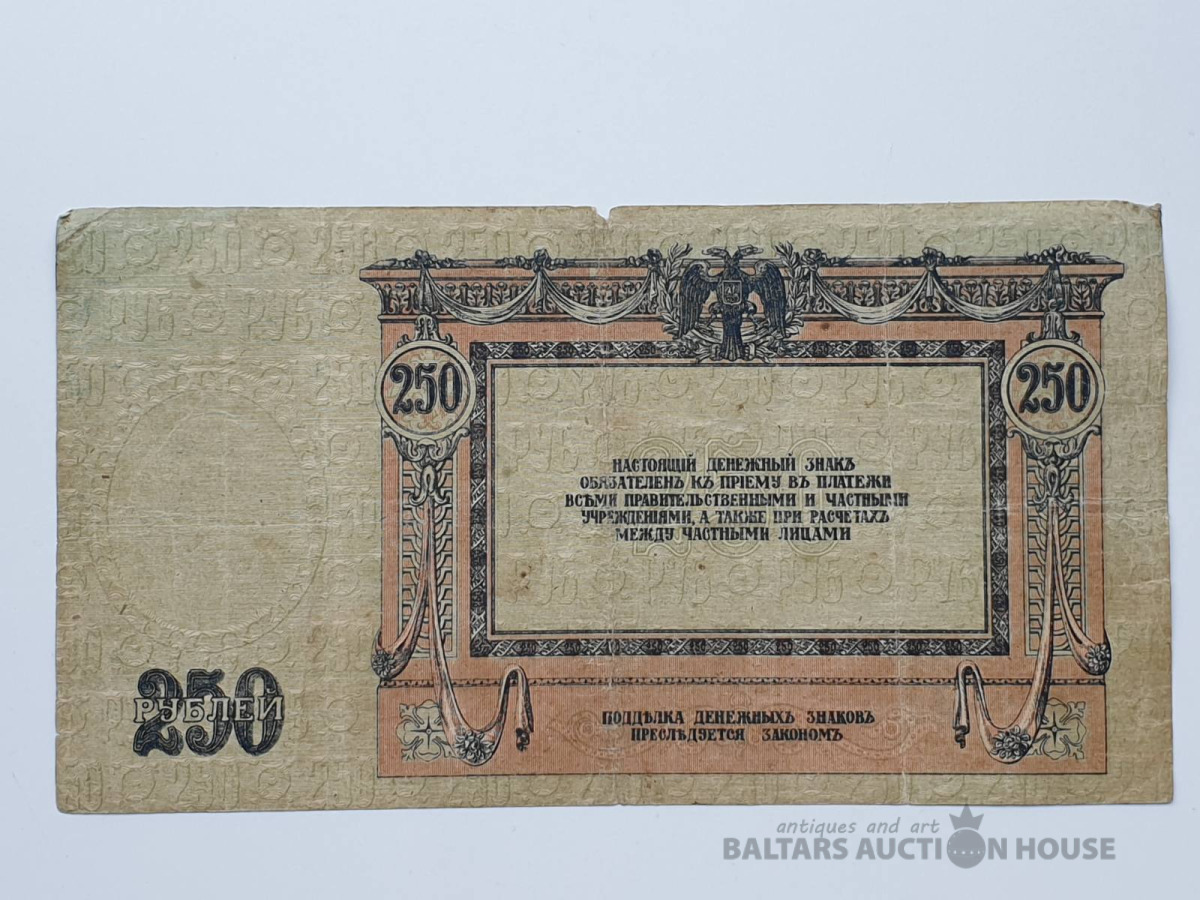 250
250
НАСТОЯЩІЙ ДЕНЕЖНЫЙ ЗНАКЪ
ОБЯЗАТЕЛЕНЪ КЪ ПРІЕМУ ВЪ ПЛАТЕЖИ
ВСѢМИ ПРАВИТЕЛЬСТВЕННЫМИ И ЧАСТНЫМИ
УЧРЕЖДЕНІЯМИ, А ТАКЖЕ ПРИ РАСЧЕТАХЪ
МЕЖДУ ЧАСТНЫМИ ЛИЦАМИ
250
РУБЛЕЙ
ПОДДѢЛКА ДЕНЕЖНЫХЪ ЗНАКОВЪ
ПРЕСЛѢДУЕТСЯ ЗАКОНОМЪ
antiques and art
BALTARS AUCTION HOUSE